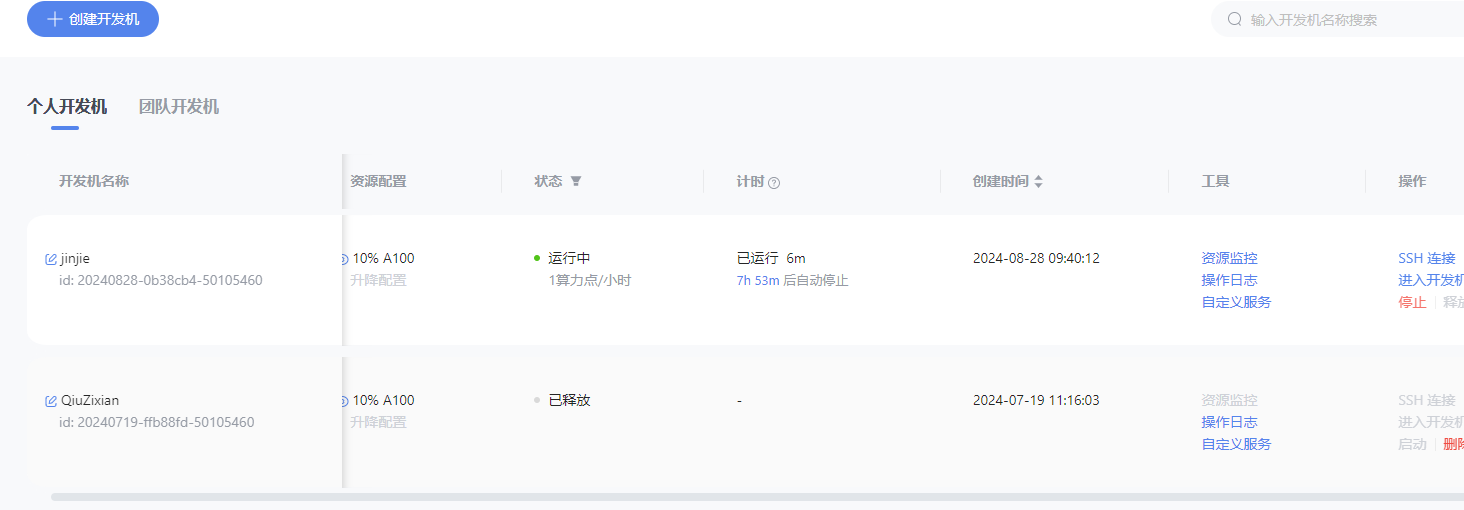 创建开发机
输入开发机名称搜索
个人开发机 团队开发机
开发机名称 资源配置 状态 计时 创建时间 工具 操作
jinjie 10% A100 运行中 已运行 6m 2024-08-28 09:40:12 资源监控 SSH 连接
id: 20240828-0b38cb4-50105460 升降配置 1算力点/小时 7h 53m 后自动停止 操作日志 进入开发机
自定义服务 停止 释放
QiuZixian 10% A100 已释放 - 2024-07-19 11:16:03 资源监控 SSH 连接
id: 20240719-ffb88fd-50105460 升降配置 操作日志 进入开发机
自定义服务 启动 删除